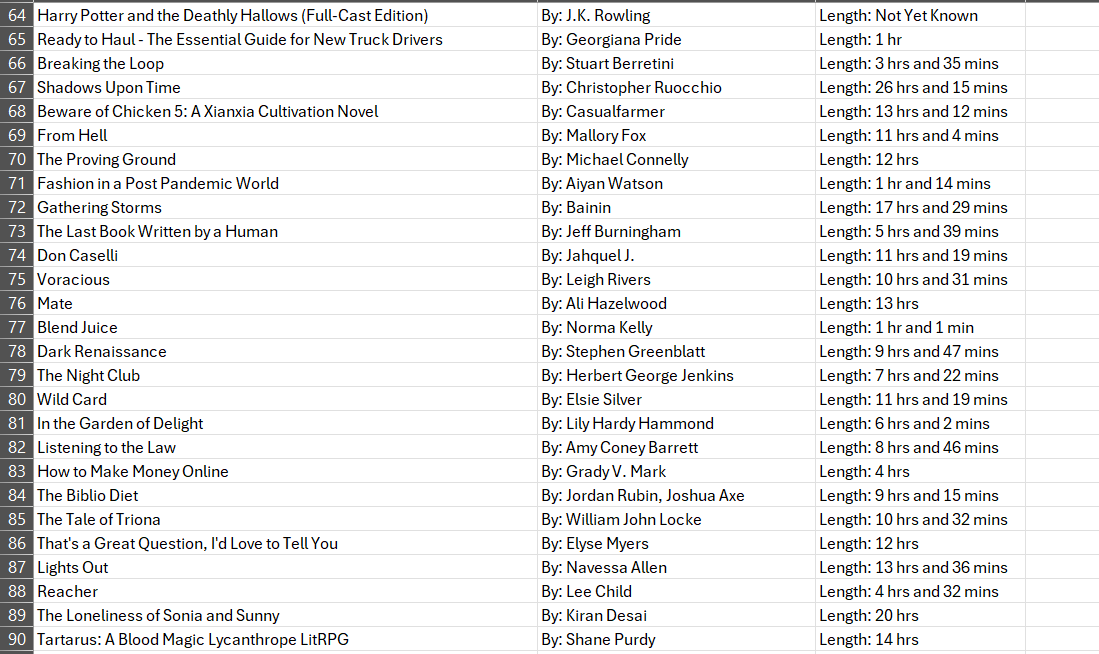 64 Harry Potter and the Deathly Hallows (Full-Cast Edition) By: J.K. Rowling Length: Not Yet Known
65 Ready to Haul - The Essential Guide for New Truck Drivers By: Georgiana Pride Length: 1 hr
66 Breaking the Loop By: Stuart Berretini Length: 3 hrs and 35 mins
67 Shadows Upon Time By: Christopher Ruocchio Length: 26 hrs and 15 mins
68 Beware of Chicken 5: A Xianxia Cultivation Novel By: Casualfarmer Length: 13 hrs and 12 mins
69 From Hell By: Mallory Fox Length: 11 hrs and 4 mins
70 The Proving Ground By: Michael Connelly Length: 12 hrs
71 Fashion in a Post Pandemic World By: Aiyan Watson Length: 1 hr and 14 mins
72 Gathering Storms By: Bainin Length: 17 hrs and 29 mins
73 The Last Book Written by a Human By: Jeff Burningham Length: 5 hrs and 39 mins
74 Don Caselli By: Jahquel J. Length: 11 hrs and 19 mins
75 Voracious By: Leigh Rivers Length: 10 hrs and 31 mins
76 Mate By: Ali Hazelwood Length: 13 hrs
77 Blend Juice By: Norma Kelly Length: 1 hr and 1 min
78 Dark Renaissance By: Stephen Greenblatt Length: 9 hrs and 47 mins
79 The Night Club By: Herbert George Jenkins Length: 7 hrs and 22 mins
80 Wild Card By: Elsie Silver Length: 11 hrs and 19 mins
81 In the Garden of Delight By: Lily Hardy Hammond Length: 6 hrs and 2 mins
82 Listening to the Law By: Amy Coney Barrett Length: 8 hrs and 46 mins
83 How to Make Money Online By: Grady V. Mark Length: 4 hrs
84 The Biblio Diet By: Jordan Rubin, Joshua Axe Length: 9 hrs and 15 mins
85 The Tale of Triona By: William John Locke Length: 10 hrs and 32 mins
86 That's a Great Question, I'd Love to Tell You By: Elyse Myers Length: 12 hrs
87 Lights Out By: Navessa Allen Length: 13 hrs and 36 mins
88 Reacher By: Lee Child Length: 4 hrs and 32 mins
89 The Loneliness of Sonia and Sunny By: Kiran Desai Length: 20 hrs
90 Tartarus: A Blood Magic Lycanthrope LitRPG By: Shane Purdy Length: 14 hrs